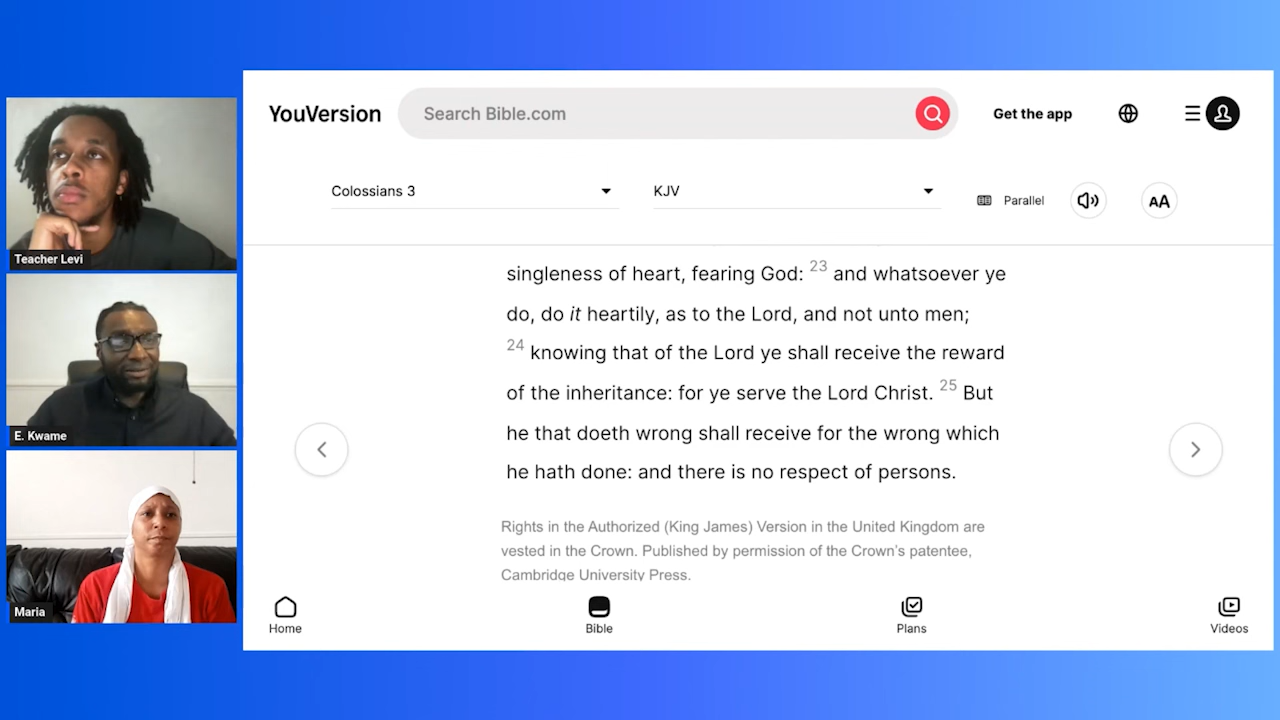 Teacher Levi
E. Kwame
Maria
YouVersion
Search Bible.com
Get the app
Colossians 3
KJV
Parallel
AA
singleness of heart, fearing God: 23 and whatsoever ye
do, do it heartily, as to the Lord, and not unto men;
24 knowing that of the Lord ye shall receive the reward
of the inheritance: for ye serve the Lord Christ. 25 But
he that doeth wrong shall receive for the wrong which
he hath done: and there is no respect of persons.
Rights in the Authorized (King James) Version in the United Kingdom are
vested in the Crown. Published by permission of the Crown’s patentee,
Cambridge University Press.
Home
Bible
Plans
Videos